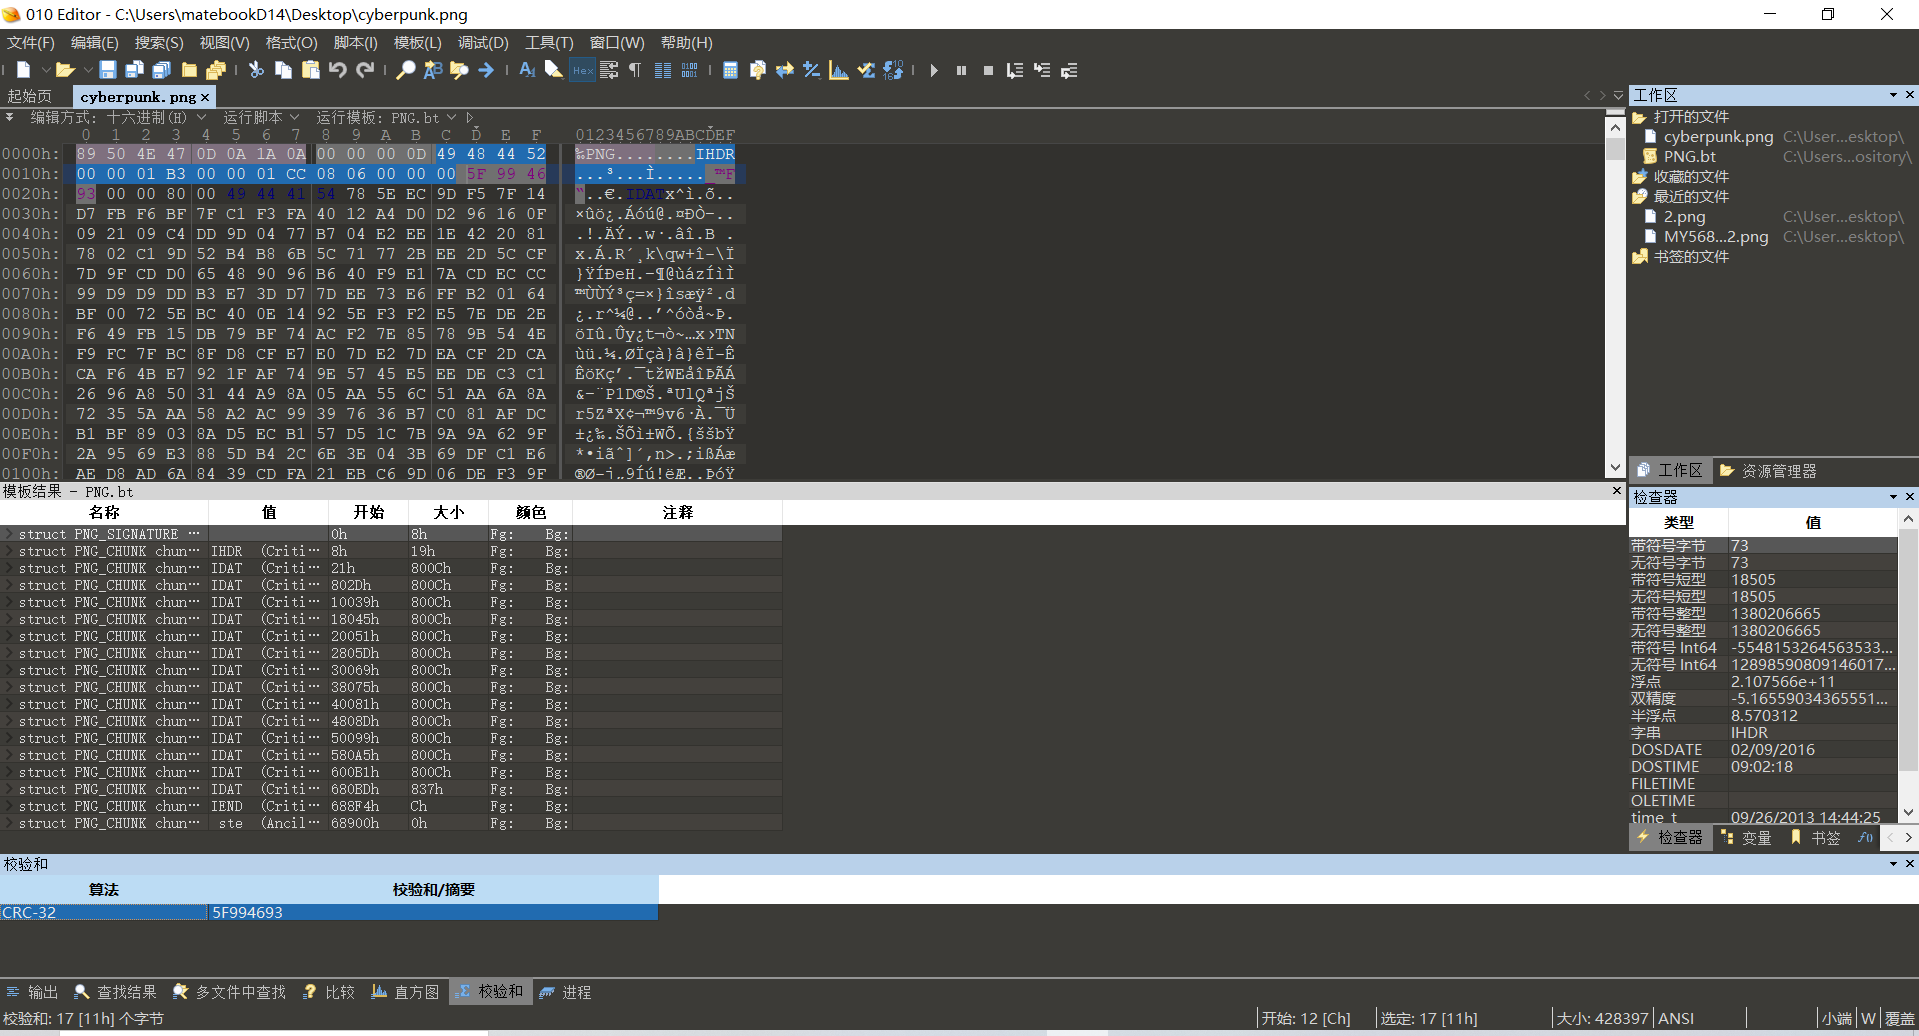 010 Editor - C:\Users\matebookD14\Desktop\cyberpunk.png
文件(F) 编辑(E) 搜索(S) 视图(V) 格式(O) 脚本(I) 模板(L) 调试(D) 工具(T) 窗口(W) 帮助(H)
起始页 cyberpunk.png
编辑方式: 十六进制(H) 运行脚本 运行模板: PNG.bt
0 1 2 3 4 5 6 7 8 9 A B C D E F 0123456789ABCDEF
0000h: 89 50 4E 47 0D 0A 1A 0A 00 00 00 0D 49 48 44 52 ‰PNG........IHDR
0010h: 00 00 01 B3 00 00 01 CC 08 06 00 00 00 5F 99 46 ...³...Ì....._™F
0020h: 93 00 00 80 00 49 44 41 54 78 5E EC 9D F5 7F 14 “..€.IDATx^ì.õ..
0030h: D7 FB F6 BF 7F C1 F3 FA 40 12 A4 D0 D2 96 16 0F ×ûö¿.Áóú@.¤ÐÒ–..
0040h: 09 21 09 C4 DD 9D 04 77 B7 04 E2 EE 1E 42 20 81 .!.ÄÝ..w·.âî.B .
0050h: 78 02 C1 9D 52 B4 B8 6B 5C 71 77 2B EE 2D 5C CF x.Á.R´¸k\qw+î-\Ï
0060h: 7D 9F CD D0 65 48 90 96 B6 40 F9 E1 7A CD EC CC }ŸÍÐeH.–¶@ùázÍìÌ
0070h: 99 D9 D9 DD B3 E7 3D D7 7D EE 73 E6 FF B2 01 64 ™ÙÙÝ³ç=×}îsæÿ².d
0080h: BF 00 72 5E BC 40 0E 14 92 5E F3 F2 E5 7E DE 2E ¿.r^¼@..’^óòå~Þ.
0090h: F6 49 FB 15 DB 79 BF 74 AC F2 7E 85 78 9B 54 4E öIû.Ûy¿t¬ò~…x›TN
00A0h: F9 FC 7F BC 8F D8 CF E7 E0 7D E2 7D EA CF 2D CA ùü.¼.ØÏçà}â}êÏ-Ê
00B0h: CA F6 4B E7 92 1F AF 74 9E 57 45 E5 EE DE C3 C1 ÊöKç’.¯tžWEåîÞÃÁ
00C0h: 26 96 A8 50 31 44 A9 8A 05 AA 55 6C 51 AA 6A 8A &–¨P1D©Š.ªUlQªjŠ
00D0h: 72 35 5A AA 58 A2 AC 99 39 76 36 B7 C0 81 AF DC r5ZªX¢¬™9v6·À.¯Ü
00E0h: B1 BF 89 03 8A D5 EC B1 57 D5 1C 7B 9A 9A 62 9F ±¿‰.ŠÕì±WÕ.{ššbŸ
00F0h: 2A 95 69 E3 88 5D B4 2C 6E 3E 04 3B 69 DF C1 E6 *•iãˆ]´,n>.;ißÁæ
0100h: AE D8 AD 6A 84 39 CD FA 21 EB C6 9D 06 DE F3 9F ®Ø-j„9Íú!ëÆ..ÞóŸ
模板结果 - PNG.bt
名称 值 开始 大小 颜色 注释
struct PNG_SIGNATURE ··· 0h 8h Fg: Bg:
struct PNG_CHUNK chun··· IHDR (Criti··· 8h 19h Fg: Bg:
struct PNG_CHUNK chun··· IDAT (Criti··· 21h 800Ch Fg: Bg:
struct PNG_CHUNK chun··· IDAT (Criti··· 802Dh 800Ch Fg: Bg:
struct PNG_CHUNK chun··· IDAT (Criti··· 10039h 800Ch Fg: Bg:
struct PNG_CHUNK chun··· IDAT (Criti··· 18045h 800Ch Fg: Bg:
struct PNG_CHUNK chun··· IDAT (Criti··· 20051h 800Ch Fg: Bg:
struct PNG_CHUNK chun··· IDAT (Criti··· 2805Dh 800Ch Fg: Bg:
struct PNG_CHUNK chun··· IDAT (Criti··· 30069h 800Ch Fg: Bg:
struct PNG_CHUNK chun··· IDAT (Criti··· 38075h 800Ch Fg: Bg:
struct PNG_CHUNK chun··· IDAT (Criti··· 40081h 800Ch Fg: Bg:
struct PNG_CHUNK chun··· IDAT (Criti··· 4808Dh 800Ch Fg: Bg:
struct PNG_CHUNK chun··· IDAT (Criti··· 50099h 800Ch Fg: Bg:
struct PNG_CHUNK chun··· IDAT (Criti··· 580A5h 800Ch Fg: Bg:
struct PNG_CHUNK chun··· IDAT (Criti··· 600B1h 800Ch Fg: Bg:
struct PNG_CHUNK chun··· IDAT (Criti··· 680BDh 837h Fg: Bg:
struct PNG_CHUNK chun··· IEND (Criti··· 688F4h Ch Fg: Bg:
struct PNG_CHUNK chun··· ste (Ancil··· 68900h 0h Fg: Bg:
校验和
算法 校验和/摘要
CRC-32 5F994693
输出 查找结果 多文件中查找 比较 直方图 校验和 进程
校验和: 17 [11h] 个字节 开始: 12 [Ch] 选定: 17 [11h] 大小: 428397 ANSI 小端 W 覆盖
工作区
打开的文件
cyberpunk.png C:\User...esktop\
PNG.bt C:\Users...ository\
收藏的文件
最近的文件
2.png C:\User...esktop\
MY568...2.png C:\User...esktop\
书签的文件
工作区 资源管理器
检查器
类型 值
带符号字节 73
无符号字节 73
带符号短型 18505
无符号短型 18505
带符号整型 1380206665
无符号整型 1380206665
带符号 Int64 -5548153264563533...
无符号 Int64 12898590809146017...
浮点 2.107566e+11
双精度 -5.16559034365551...
半浮点 8.570312
字串 IHDR
DOSDATE 02/09/2016
DOSTIME 09:02:18
FILETIME
OLETIME
time_t 09/26/2013 14:44:25
检查器 变量 书签